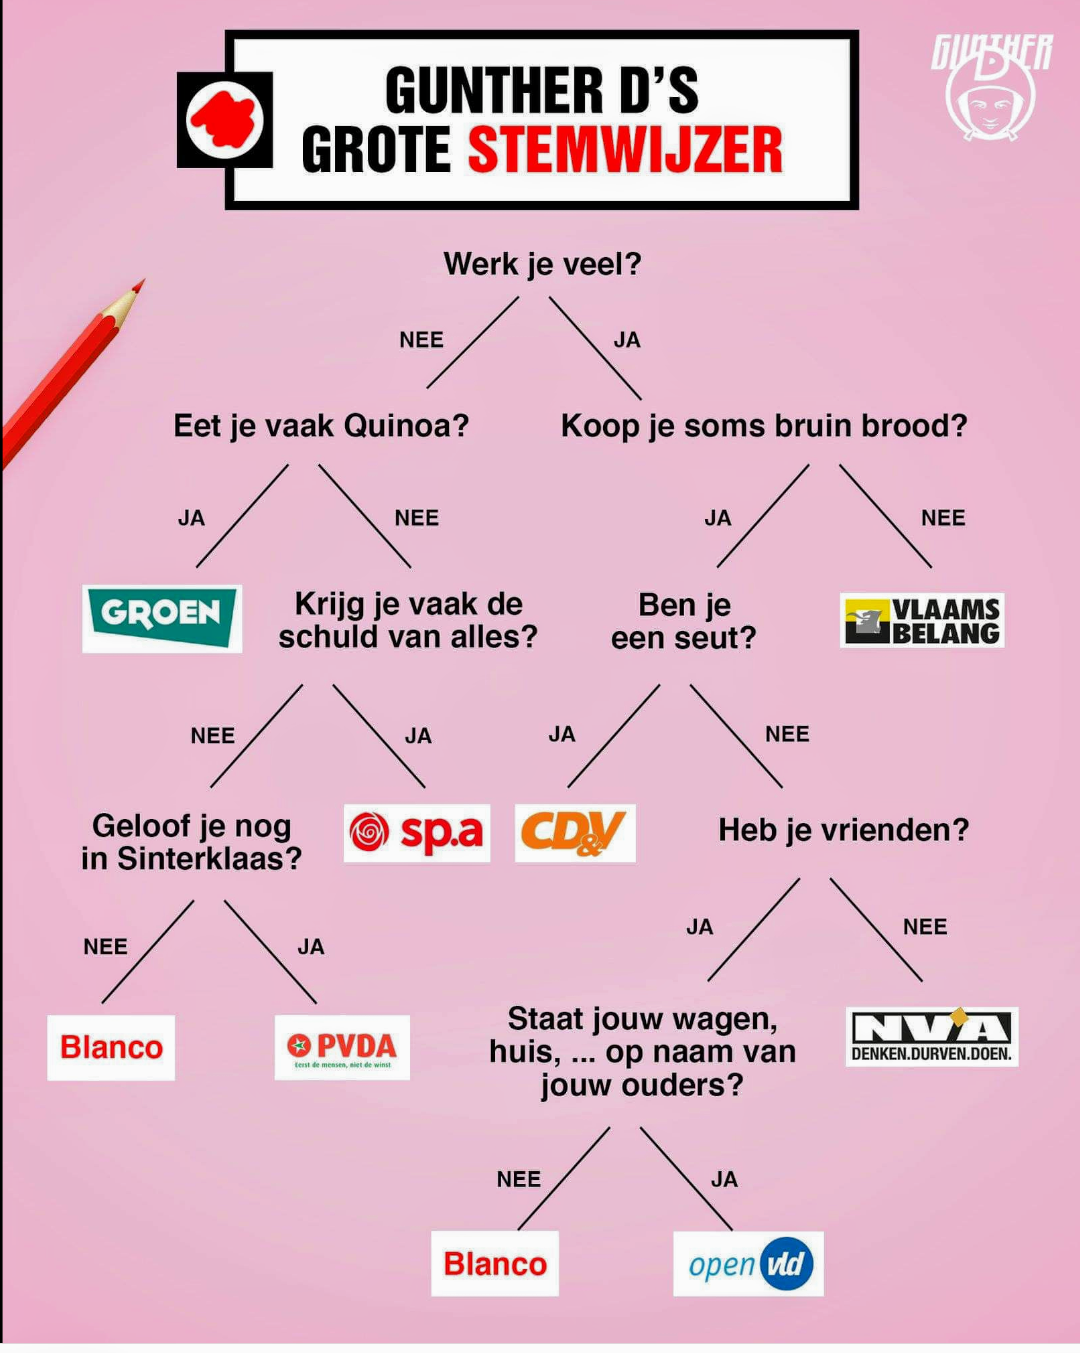 GUNTHER D
GUNTHER D'S
GROTE STEMWIJZER
Werk je veel?
NEE
JA
Eet je vaak Quinoa?
Koop je soms bruin brood?
JA
NEE
JA
NEE
GROEN
Krijg je vaak de
schuld van alles?
Ben je
een seut?
VLAAMS
BELANG
NEE
JA
JA
NEE
Geloof je nog
in Sinterklaas?
sp.a
CD&V
Heb je vrienden?
NEE
JA
JA
NEE
Blanco
PVDA
Eerst de mensen, niet de winst
Staat jouw wagen,
huis, ... op naam van
jouw ouders?
NVA
DENKEN.DURVEN.DOEN.
NEE
JA
Blanco
open vld